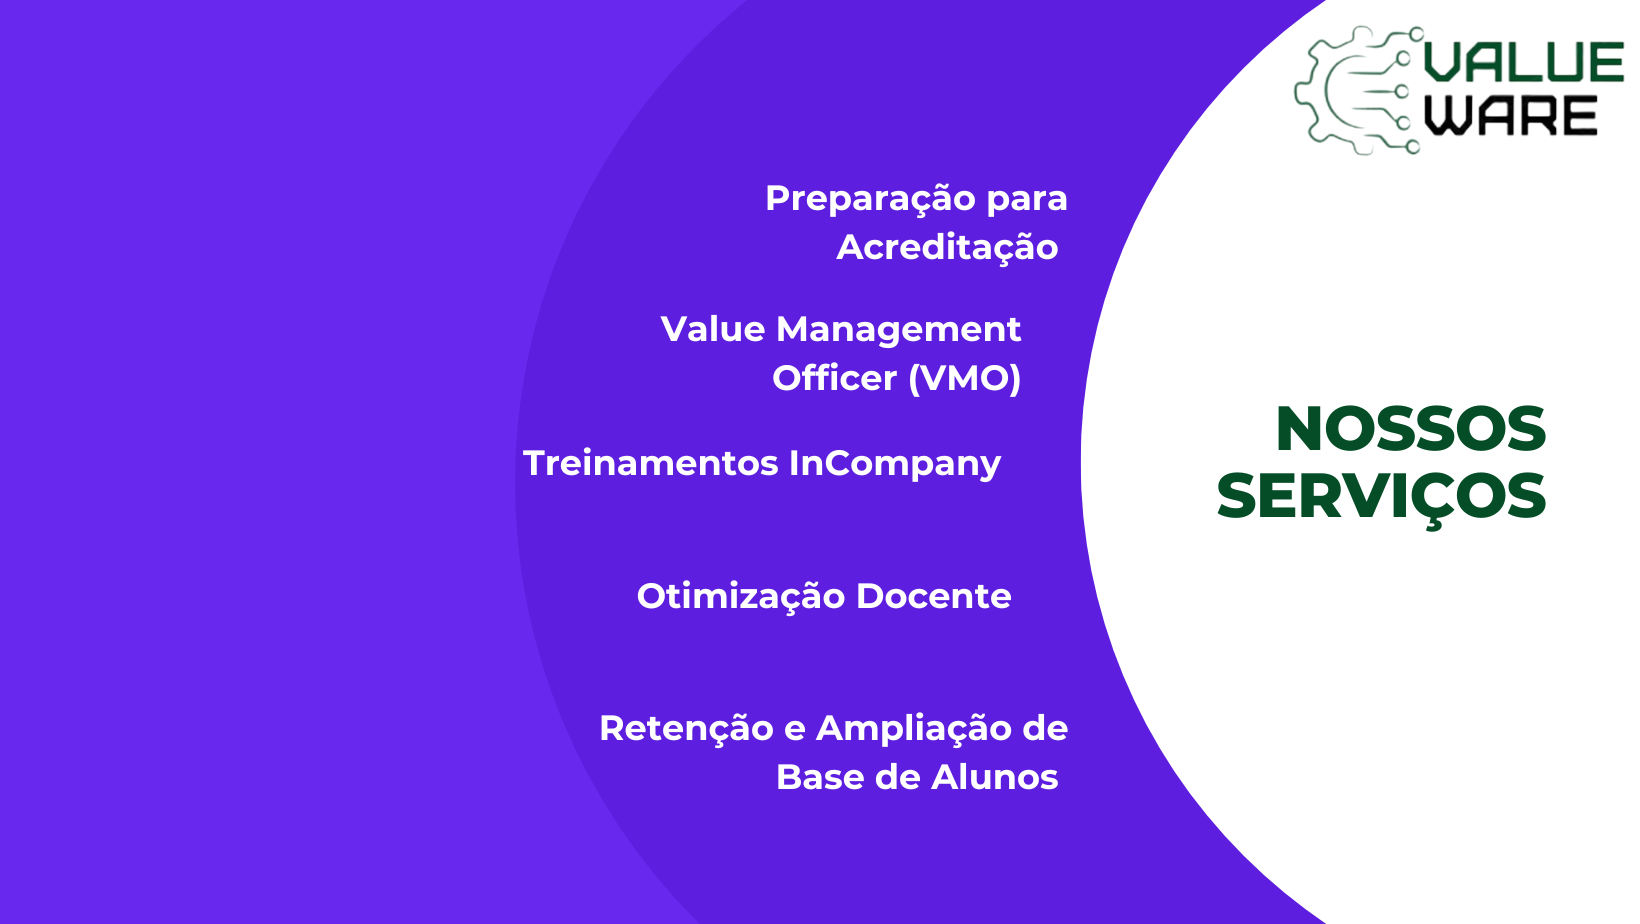 VALUE
WARE
Preparação para
Acreditação
Value Management
Officer (VMO)
Treinamentos InCompany
Otimização Docente
Retenção e Ampliação de
Base de Alunos
NOSSOS
SERVIÇOS